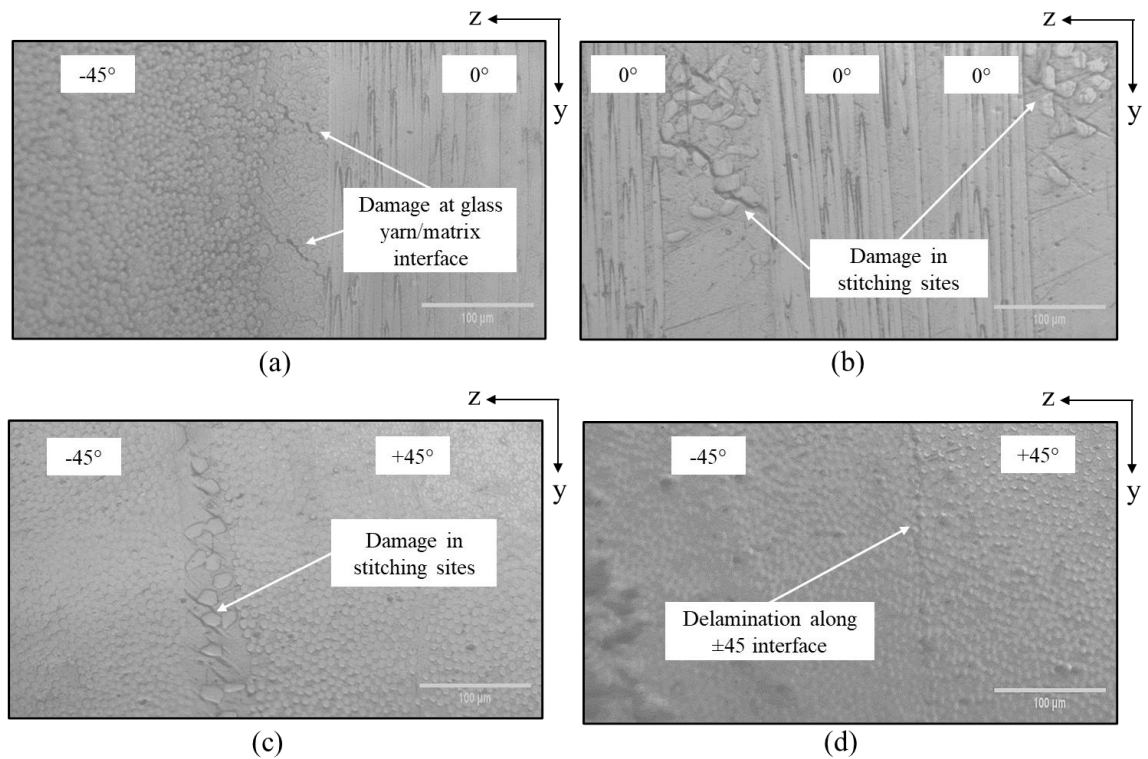 z
y
-45°
0°
Damage at glass
yarn/matrix
interface
100 µm
(a)
z
y
0°
0°
0°
Damage in
stitching sites
100 µm
(b)
z
y
-45°
+45°
Damage in
stitching sites
100 µm
(c)
z
y
-45°
+45°
Delamination along
±45 interface
100 µm
(d)